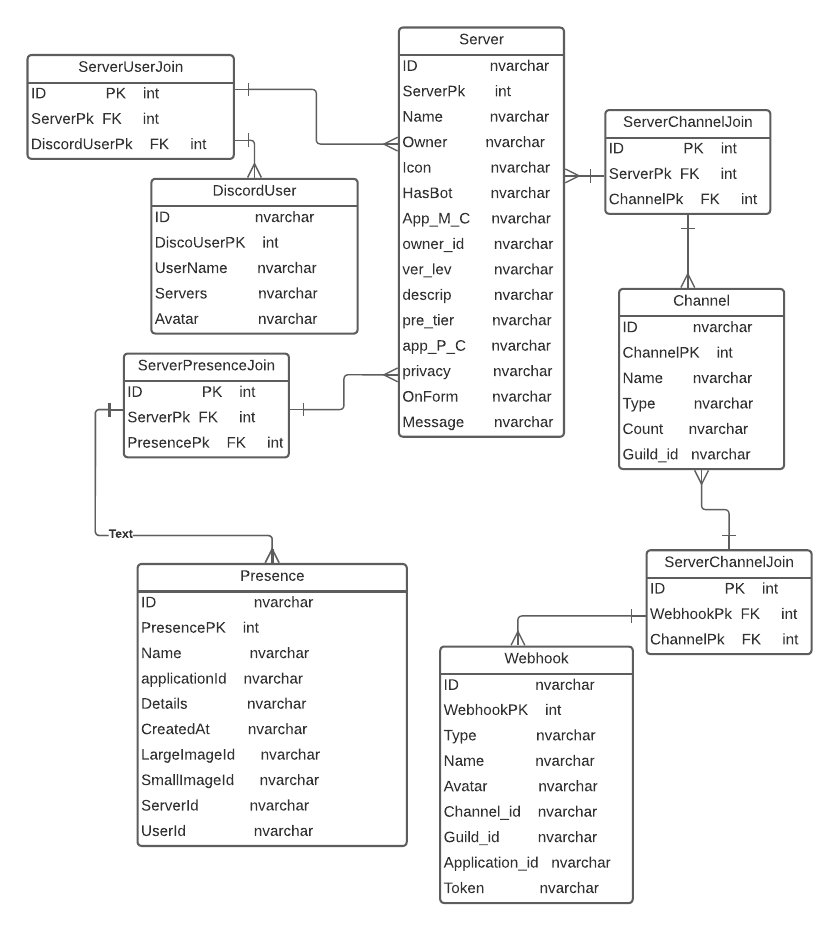 ServerUserJoin
ID PK int
ServerPk FK int
DiscordUserPk FK int
DiscordUser
ID nvarchar
DiscoUserPK int
UserName nvarchar
Servers nvarchar
Avatar nvarchar
Server
ID nvarchar
ServerPk int
Name nvarchar
Owner nvarchar
Icon nvarchar
HasBot nvarchar
App_M_C nvarchar
owner_id nvarchar
ver_lev nvarchar
descrip nvarchar
pre_tier nvarchar
app_P_C nvarchar
privacy nvarchar
OnForm nvarchar
Message nvarchar
ServerChannelJoin
ID PK int
ServerPk FK int
ChannelPk FK int
Channel
ID nvarchar
ChannelPK int
Name nvarchar
Type nvarchar
Count nvarchar
Guild_id nvarchar
ServerPresenceJoin
ID PK int
ServerPk FK int
PresencePk FK int
Text
Presence
ID nvarchar
PresencePK int
Name nvarchar
applicationId nvarchar
Details nvarchar
CreatedAt nvarchar
LargeImageId nvarchar
SmallImageId nvarchar
ServerId nvarchar
UserId nvarchar
ServerChannelJoin
ID PK int
WebhookPk FK int
ChannelPk FK int
Webhook
ID nvarchar
WebhookPK int
Type nvarchar
Name nvarchar
Avatar nvarchar
Channel_id nvarchar
Guild_id nvarchar
Application_id nvarchar
Token nvarchar